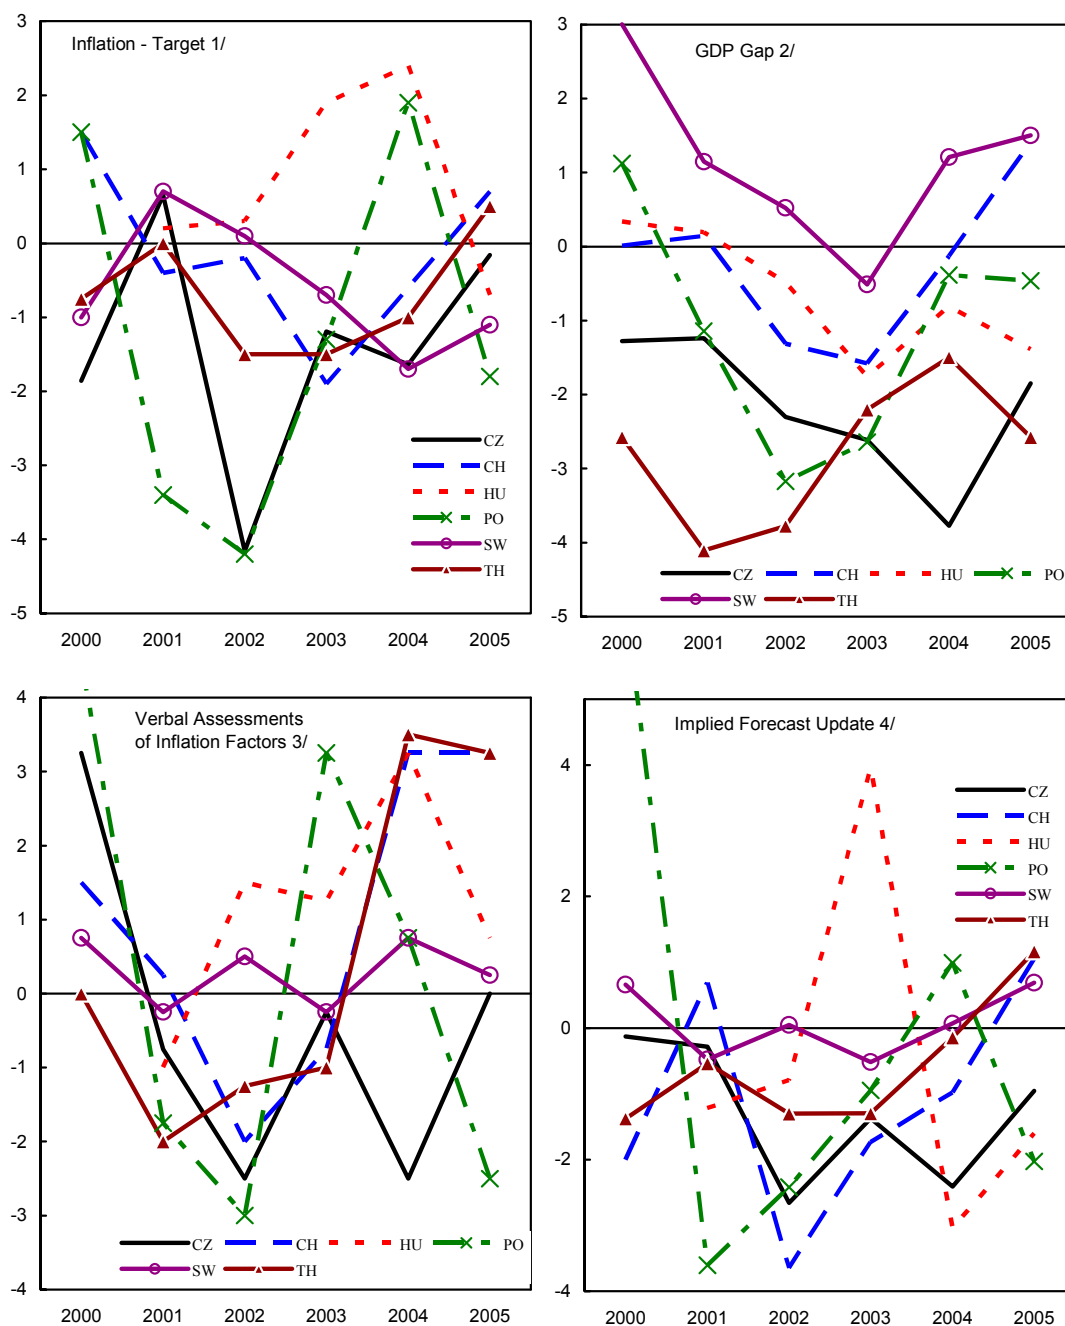 Inflation - Target 1/
3
2
1
0
-1
-2
-3
-4
-5
CZ
CH
HU
PO
SW
TH
2000 2001 2002 2003 2004 2005
GDP Gap 2/
3
2
1
0
-1
-2
-3
-4
-5
CZ CH HU PO
SW TH
2000 2001 2002 2003 2004 2005
Verbal Assessments
of Inflation Factors 3/
4
3
2
1
0
-1
-2
-3
-4
CZ CH HU PO
SW TH
2000 2001 2002 2003 2004 2005
Implied Forecast Update 4/
4
2
0
-2
-4
CZ
CH
HU
PO
SW
TH
2000 2001 2002 2003 2004 2005